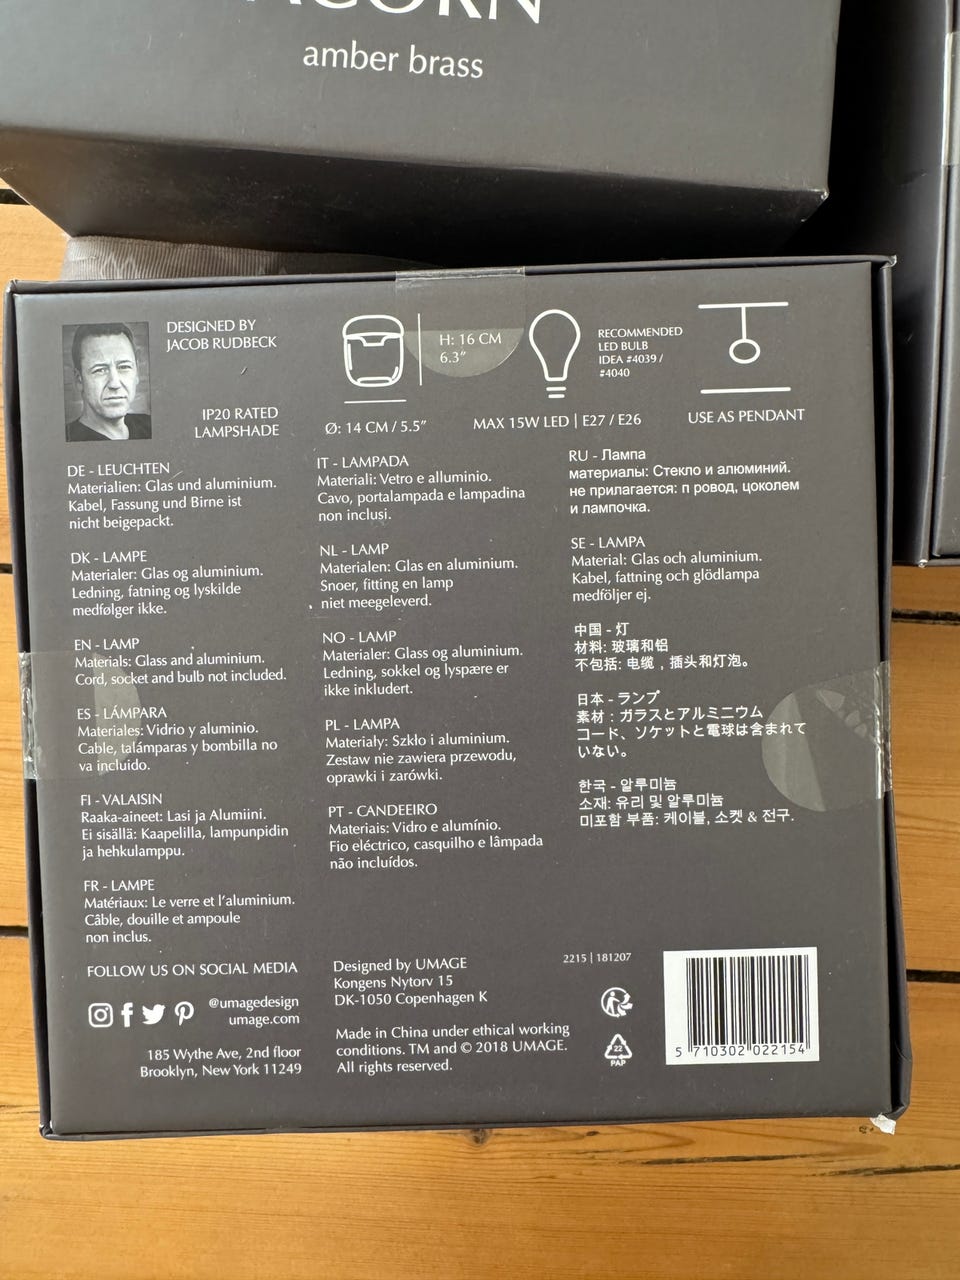 ACORN
amber brass
DESIGNED BY
JACOB RUDBECK
IP20 RATED
LAMPSHADE
H: 16 CM
6.3”
Ø: 14 CM / 5.5”
RECOMMENDED
LED BULB
IDEA #4039 /
#4040
MAX 15W LED | E27 / E26
USE AS PENDANT
DE - LEUCHTEN
Materialien: Glas und aluminium.
Kabel, Fassung und Birne ist
nicht beigepackt.
DK - LAMPE
Materialer: Glas og aluminium.
Ledning, fatning og lyskilde
medfølger ikke.
EN - LAMP
Materials: Glass and aluminium.
Cord, socket and bulb not included.
ES - LÁMPARA
Materiales: Vidrio y aluminio.
Cable, talámparas y bombilla no
va incluido.
FI - VALAISIN
Raaka-aineet: Lasi ja Alumiini.
Ei sisällä: Kaapelilla, lampunpidin
ja hehkulamppu.
FR - LAMPE
Matériaux: Le verre et l’aluminium.
Câble, douille et ampoule
non inclus.
IT - LAMPADA
Materiali: Vetro e alluminio.
Cavo, portalampada e lampadina
non inclusi.
NL - LAMP
Materialen: Glas en aluminium.
Snoer, fitting en lamp
niet meegeleverd.
NO - LAMP
Materialer: Glass og aluminium.
Ledning, sokkel og lyspære er
ikke inkludert.
PL - LAMPA
Materiały: Szkło i aluminium.
Zestaw nie zawiera przewodu,
oprawki i zarówki.
PT - CANDEEIRO
Materiais: Vidro e alumínio.
Fio eléctrico, casquilho e lâmpada
não incluídos.
RU - Лампа
материалы: Стекло и алюминий.
не прилагается: п ровод, цоколем
и лампочка.
SE - LAMPA
Material: Glas och aluminium.
Kabel, fattning och glödlampa
medföljer ej.
中国 - 灯
材料: 玻璃和铝
不包括: 电缆，插头和灯泡。
日本 - ランプ
素材：ガラスとアルミニウム
コード、ソケットと電球は含まれて
いない。
한국 - 알루미늄
소재: 유리 및 알루미늄
미포함 부품: 케이블, 소켓 & 전구.
FOLLOW US ON SOCIAL MEDIA
@umagedesign
umage.com
185 Wythe Ave, 2nd floor
Brooklyn, New York 11249
Designed by UMAGE
Kongens Nytorv 15
DK-1050 Copenhagen K
Made in China under ethical working
conditions. TM and © 2018 UMAGE.
All rights reserved.
2215 | 181207
22
PAP
5 710302 022154